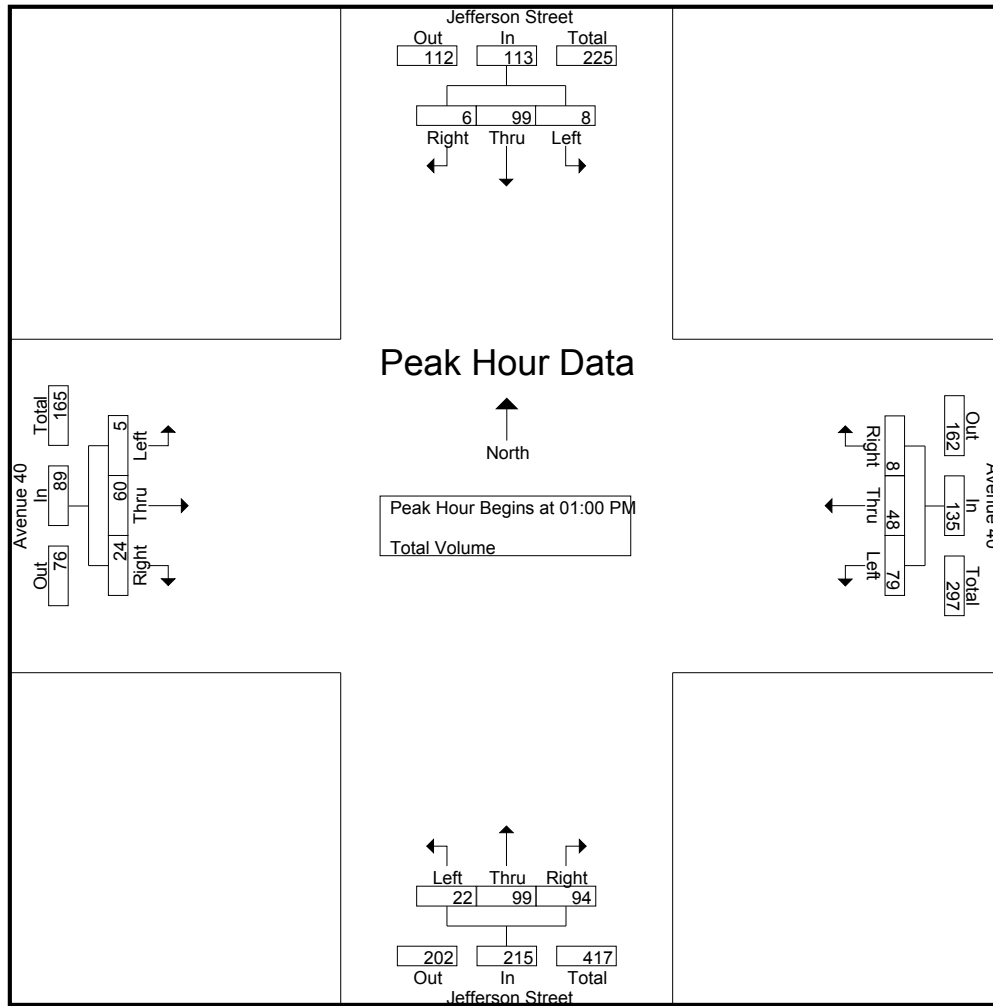 Jefferson Street
Out In Total
112 113 225
6 99 8
Right Thru Left
Peak Hour Data
North
Peak Hour Begins at 01:00 PM
Total Volume
Avenue 40
Total In Out
165 89 76
5 60 24
Left Thru Right
Avenue 40
Out In Total
162 135 297
8 48 79
Right Thru Left
Left Thru Right
22 99 94
202 215 417
Out In Total
Jefferson Street